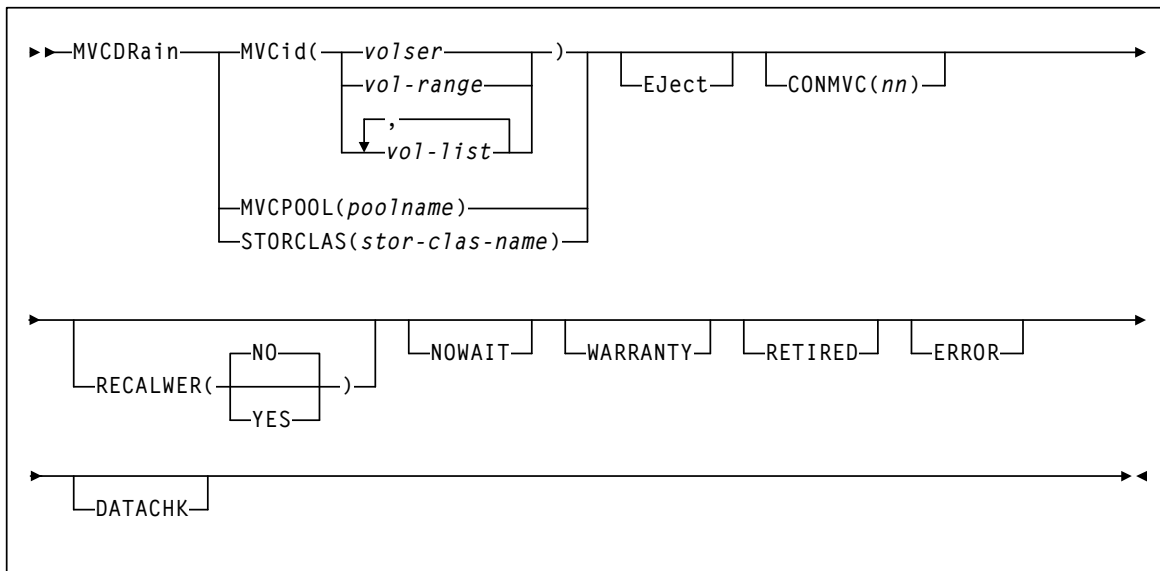 MVCDRain MVCid( volser )
vol-range
,
vol-list
EJect CONMVC(nn)
MVCPOOL(poolname)
STORCLAS(stor-clas-name)
NO
RECALWER( )
YES
NOWAIT WARRANTY RETIRED ERROR
DATACHK